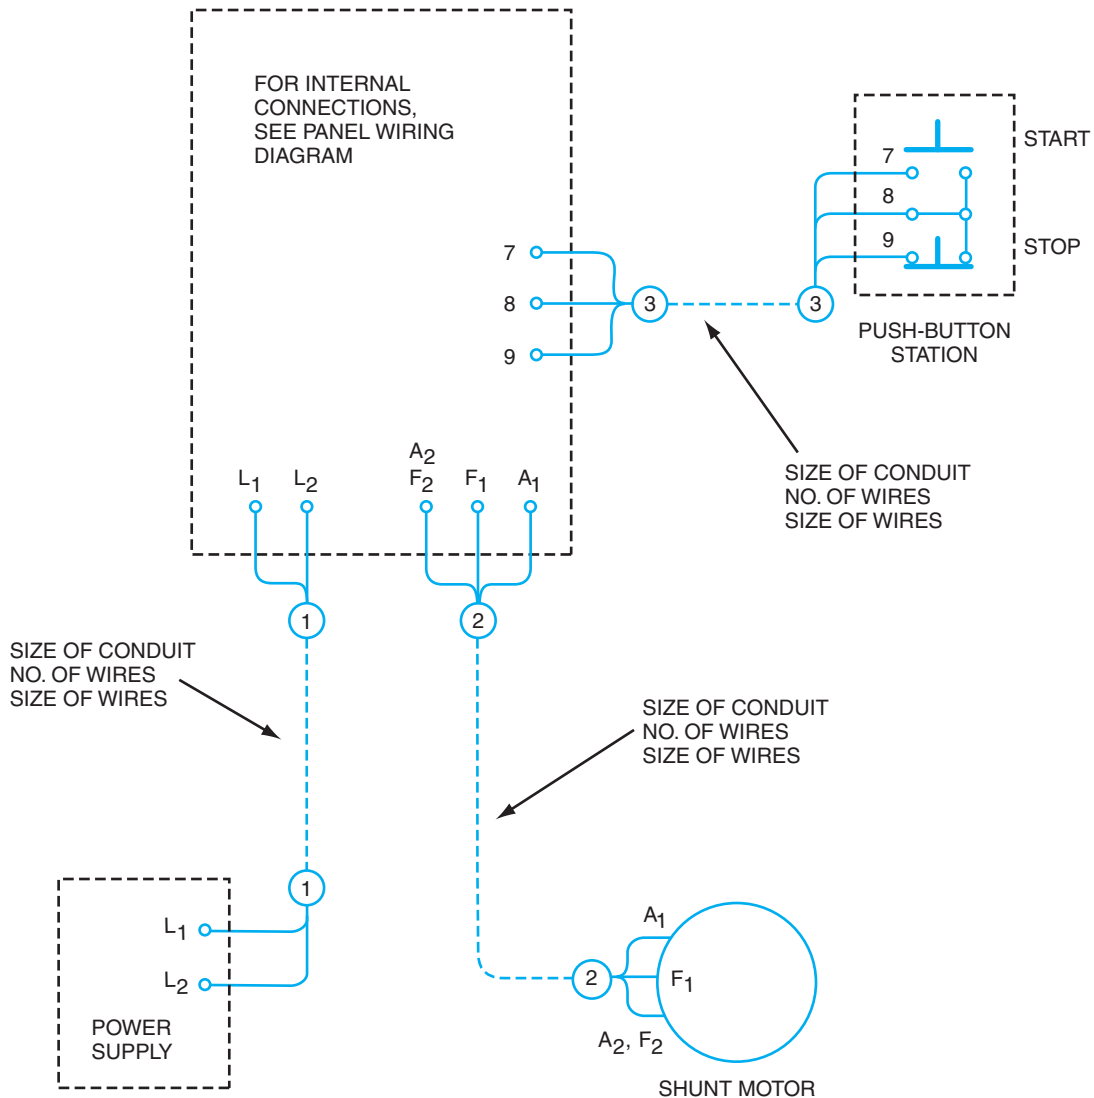 FOR INTERNAL
CONNECTIONS,
SEE PANEL WIRING
DIAGRAM
START
7
8
STOP
9
PUSH-BUTTON
STATION
7
8
9
3
3
SIZE OF CONDUIT
NO. OF WIRES
SIZE OF WIRES
L1
L2
A2
F2
F1
A1
1
2
SIZE OF CONDUIT
NO. OF WIRES
SIZE OF WIRES
SIZE OF CONDUIT
NO. OF WIRES
SIZE OF WIRES
1
L1
L2
POWER
SUPPLY
A1
2
F1
A2, F2
SHUNT MOTOR